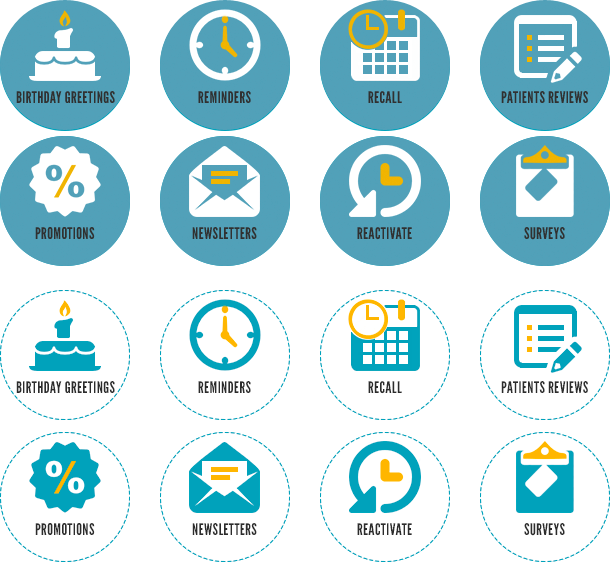 BIRTHDAY GREETINGS
REMINDERS
RECALL
PATIENTS REVIEWS
%
PROMOTIONS
NEWSLETTERS
REACTIVATE
SURVEYS
BIRTHDAY GREETINGS
REMINDERS
RECALL
PATIENTS REVIEWS
%
PROMOTIONS
NEWSLETTERS
REACTIVATE
SURVEYS